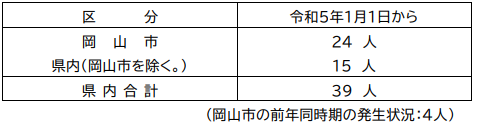 区　　　分　令和５年１月１日から
岡　山　市　２４　人
県内（岡山市を除く。）　１５　人
県 内 合 計　３９　人
（岡山市の前年同時期の発生状況：４人）